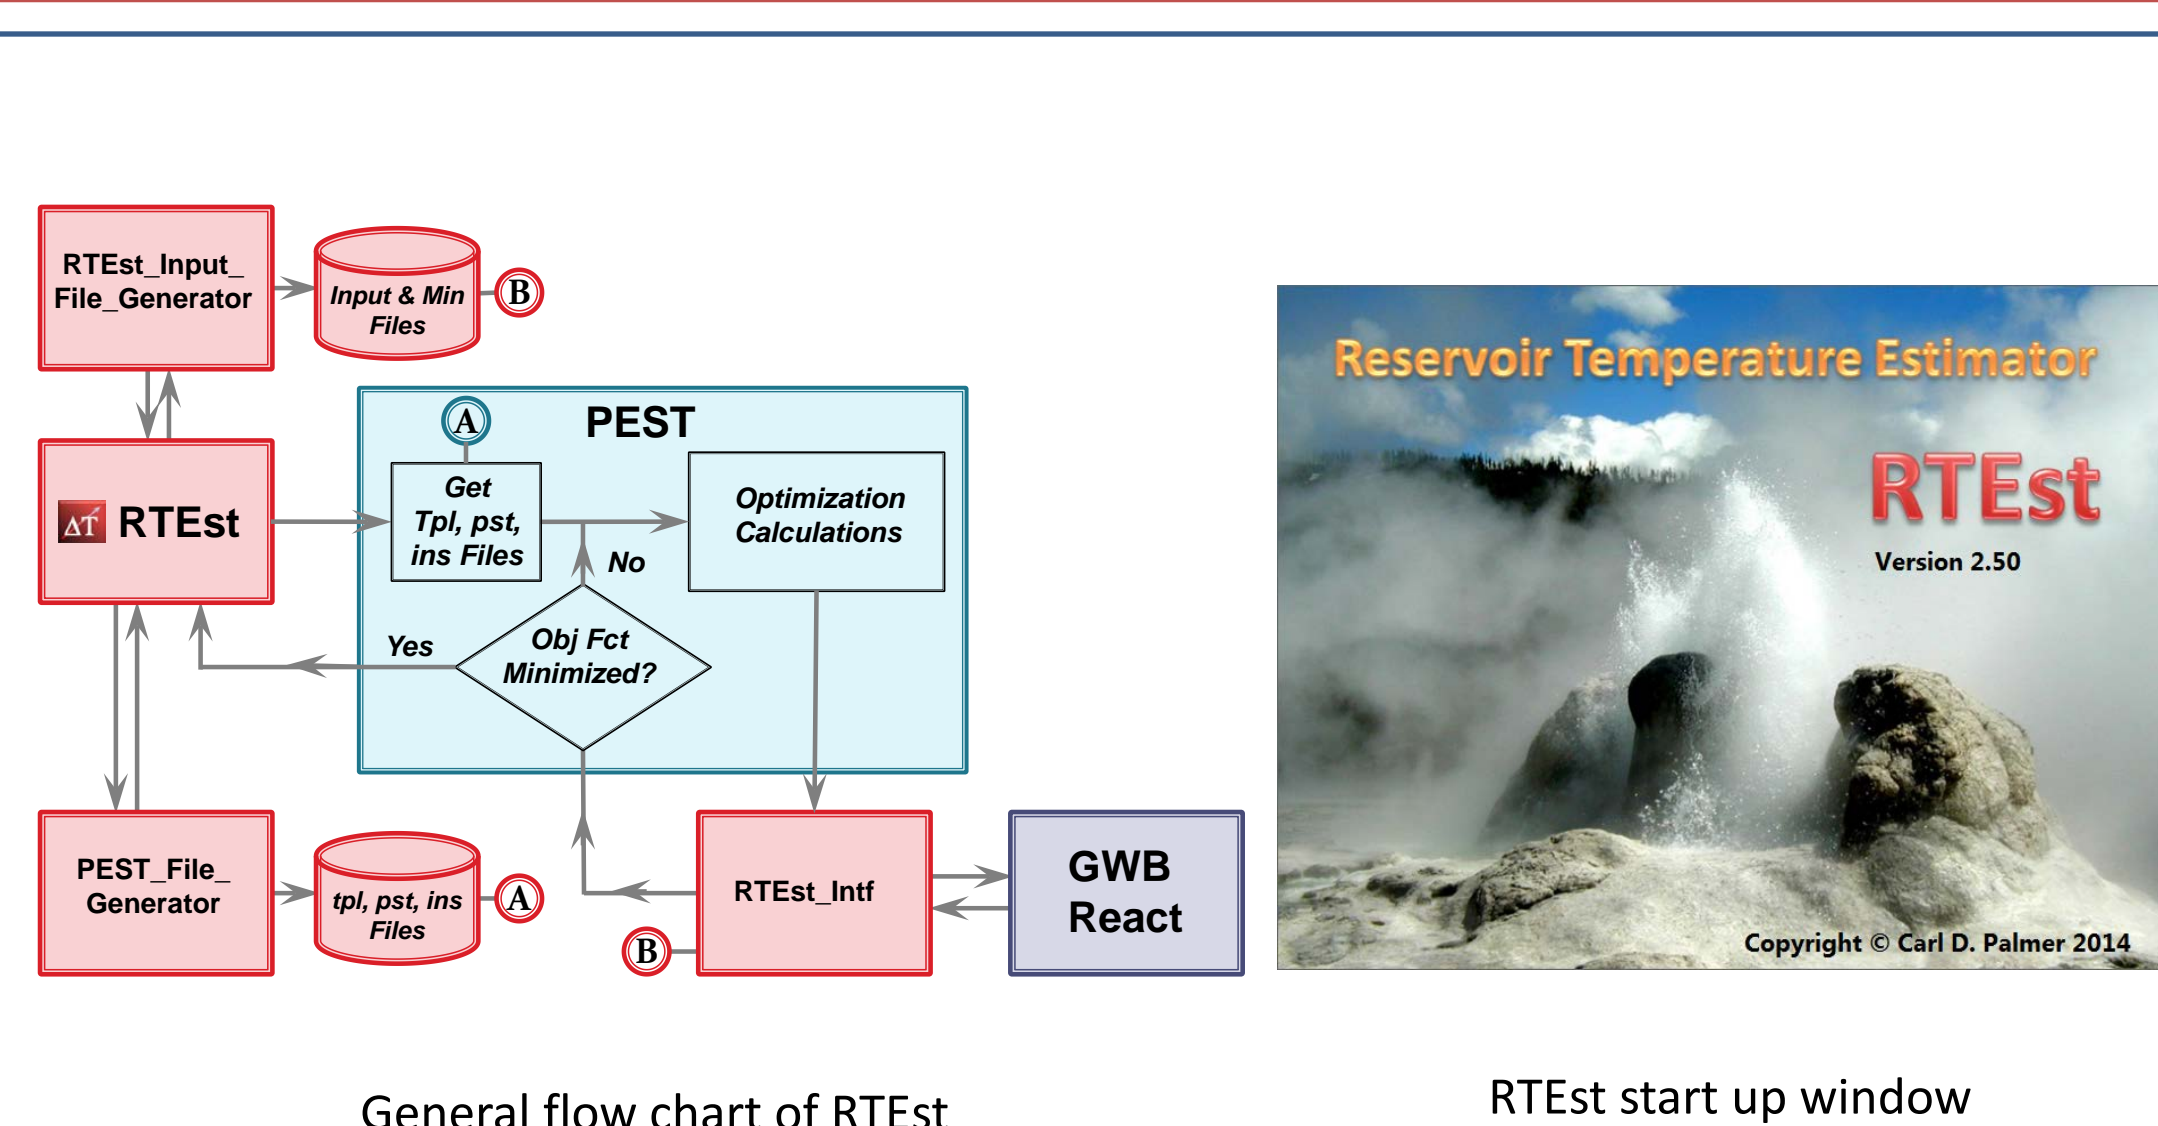 RTEst_Input_
File_Generator
Input & Min
Files
B
A
PEST
Get
Tpl, pst,
ins Files
Optimization
Calculations
No
ΔT RTEst
Yes
Obj Fct
Minimized?
PEST_File_
Generator
tpl, pst, ins
Files
A
RTEst_Intf
B
GWB
React
General flow chart of RTEst
Reservoir Temperature Estimator
RTEst
Version 2.50
Copyright © Carl D. Palmer 2014
RTEst start up window